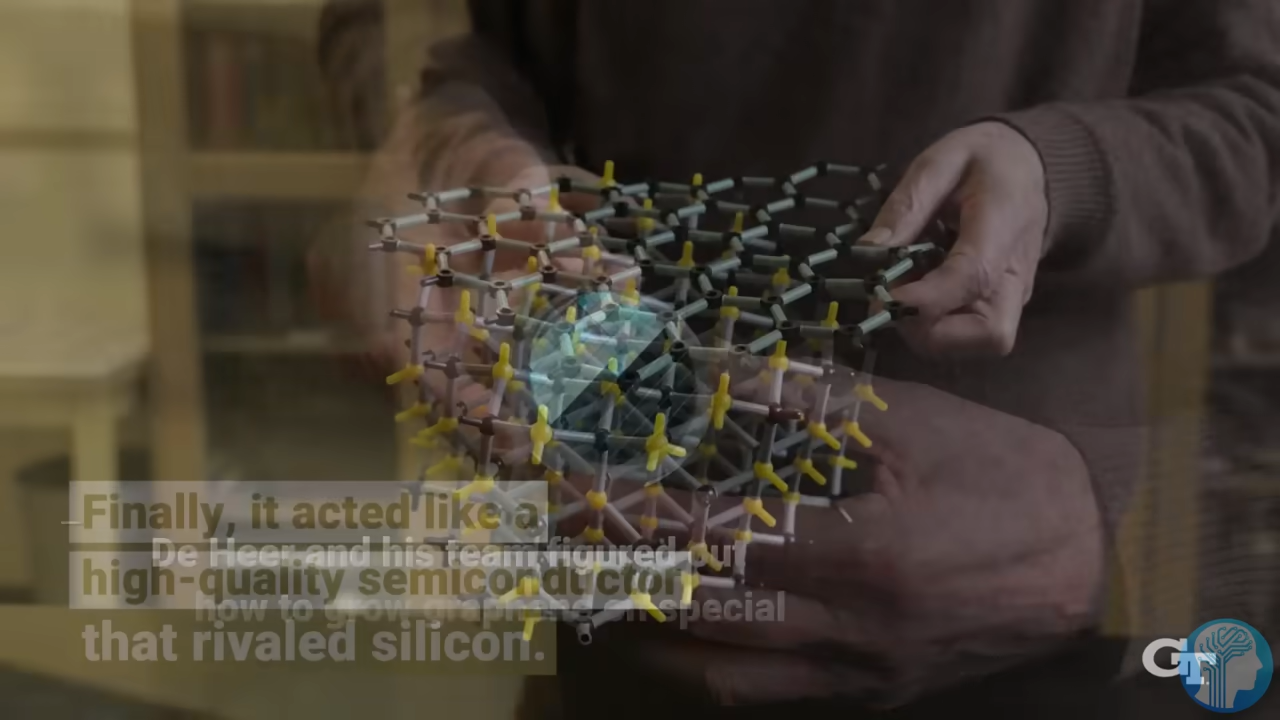 Finally, it acted like a
high-quality semiconductor
that rivaled silicon.
De Heer and his team figured out
how to grow graphene on special
GT